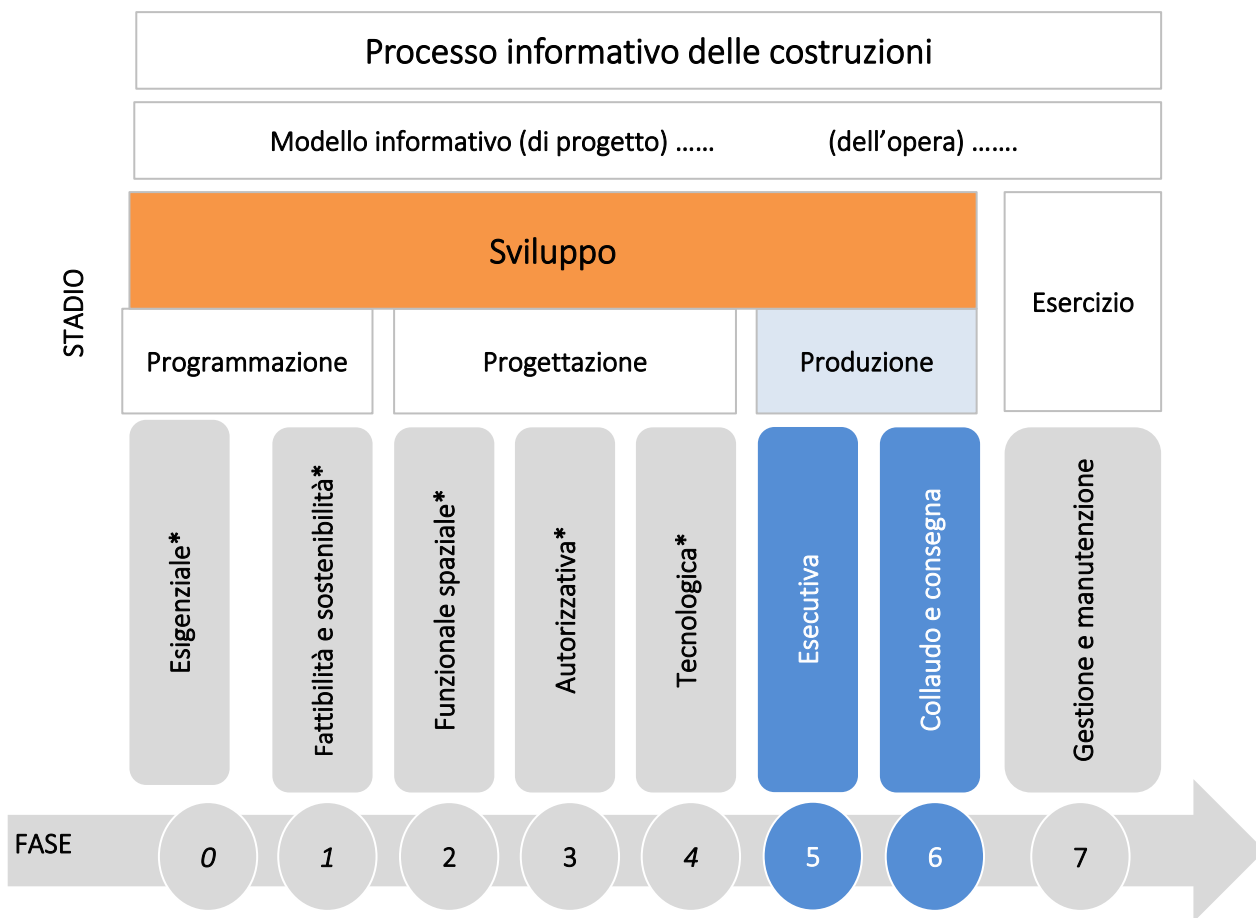 Processo informativo delle costruzioni
Modello informativo (di progetto) …... (dell’opera) …….
STADIO
Sviluppo
Esercizio
Programmazione
Progettazione
Produzione
Esigenziale*
Fattibilità e sostenibilità*
Funzionale spaziale*
Autorizzativa*
Tecnologica*
Esecutiva
Collaudo e consegna
Gestione e manutenzione
FASE
0
1
2
3
4
5
6
7